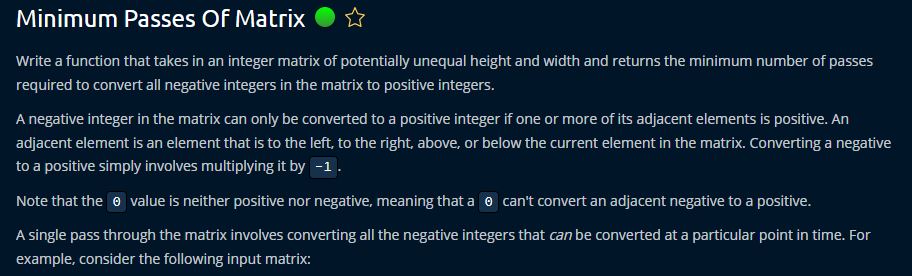 Minimum Passes Of Matrix
Write a function that takes in an integer matrix of potentially unequal height and width and returns the minimum number of passes
required to convert all negative integers in the matrix to positive integers.
A negative integer in the matrix can only be converted to a positive integer if one or more of its adjacent elements is positive. An
adjacent element is an element that is to the left, to the right, above, or below the current element in the matrix. Converting a negative
to a positive simply involves multiplying it by -1 .
Note that the 0 value is neither positive nor negative, meaning that a 0 can't convert an adjacent negative to a positive.
A single pass through the matrix involves converting all the negative integers that can be converted at a particular point in time. For
example, consider the following input matrix: